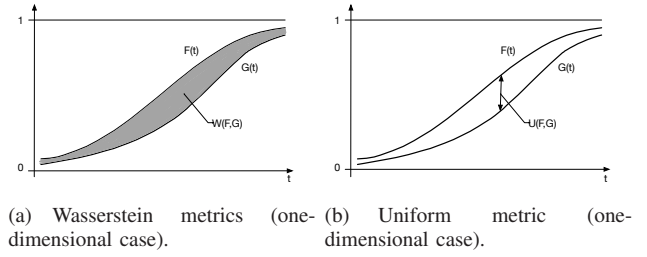 1
F(t)
G(t)
W(F,G)
0
t
1
F(t)
G(t)
U(F,G)
0
t
(a) Wasserstein metrics (one-
dimensional case).
(b) Uniform metric (one-
dimensional case).